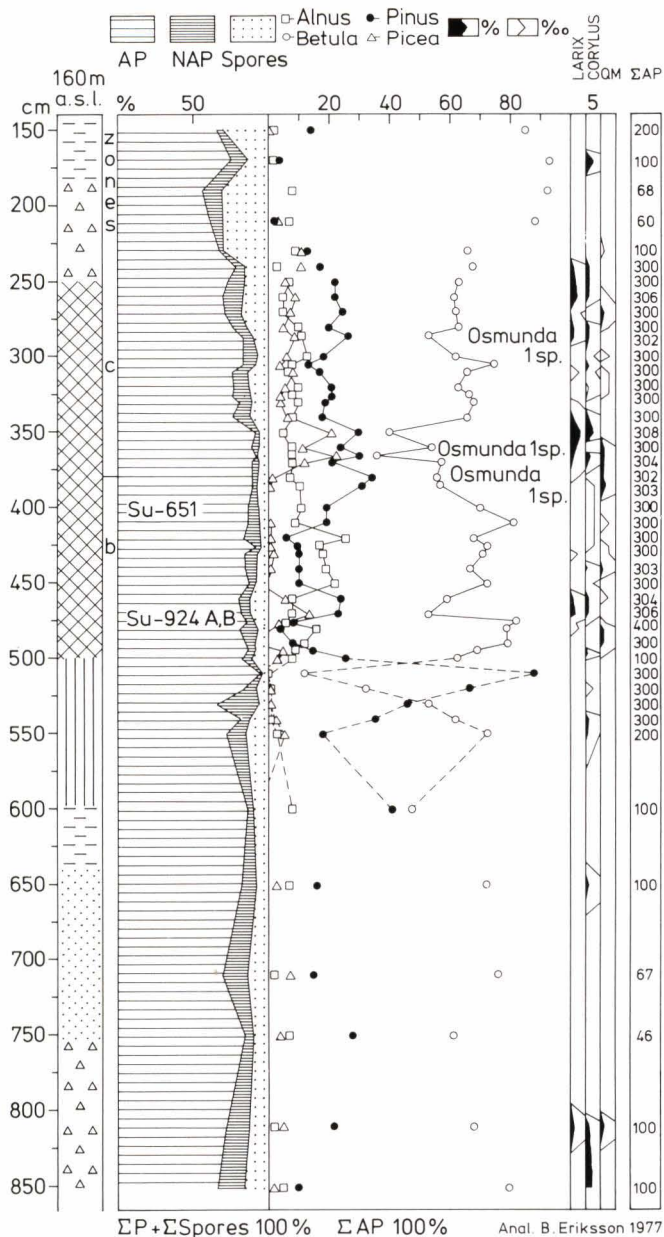 □ Alnus ● Pinus % ‰
○ Betula △ Picea
AP NAP Spores
LARIX CORYLUS CQM ΣAP
160m
a.s.l.
cm % 50 20 40 60 80 5
150 200
zones
100
68
200 60
100
300
250 300
306
300
300
302
Osmunda
1sp.
300 300
c 300
300
300
300
300
350 308
Osmunda 1sp. 300
304
Osmunda
1sp.
302
303
400 300
Su-651
300
b 300
300
300
303
450 300
304
Su-924 A,B 306
400
300
500 100
300
300
300
300
550 200
600 100
650 100
700
67
750 46
800
100
850 100
ΣP + ΣSpores 100% ΣAP 100% Anal. B. Eriksson 1977